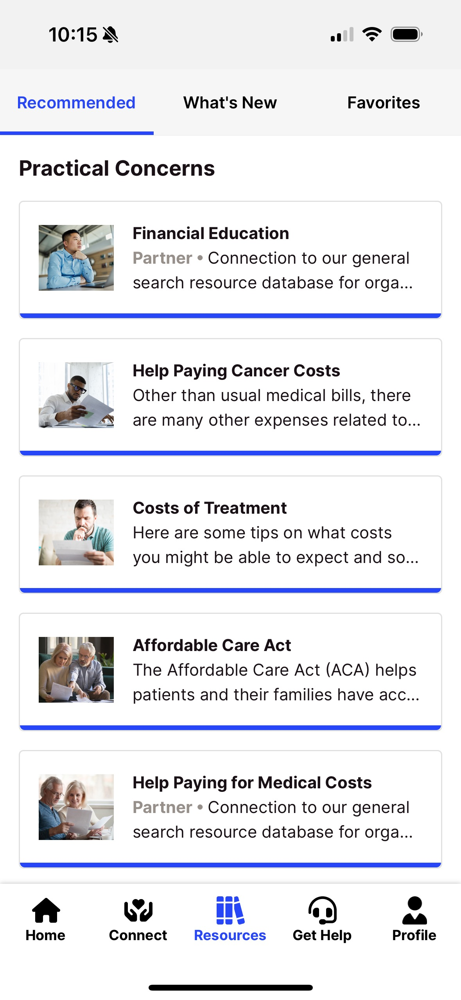 10:15
Recommended What's New Favorites
Practical Concerns
Financial Education
Partner • Connection to our general
search resource database for orga...
Help Paying Cancer Costs
Other than usual medical bills, there
are many other expenses related to...
Costs of Treatment
Here are some tips on what costs
you might be able to expect and so...
Affordable Care Act
The Affordable Care Act (ACA) helps
patients and their families have acc...
Help Paying for Medical Costs
Partner • Connection to our general
search resource database for orga...
Home Connect Resources Get Help Profile